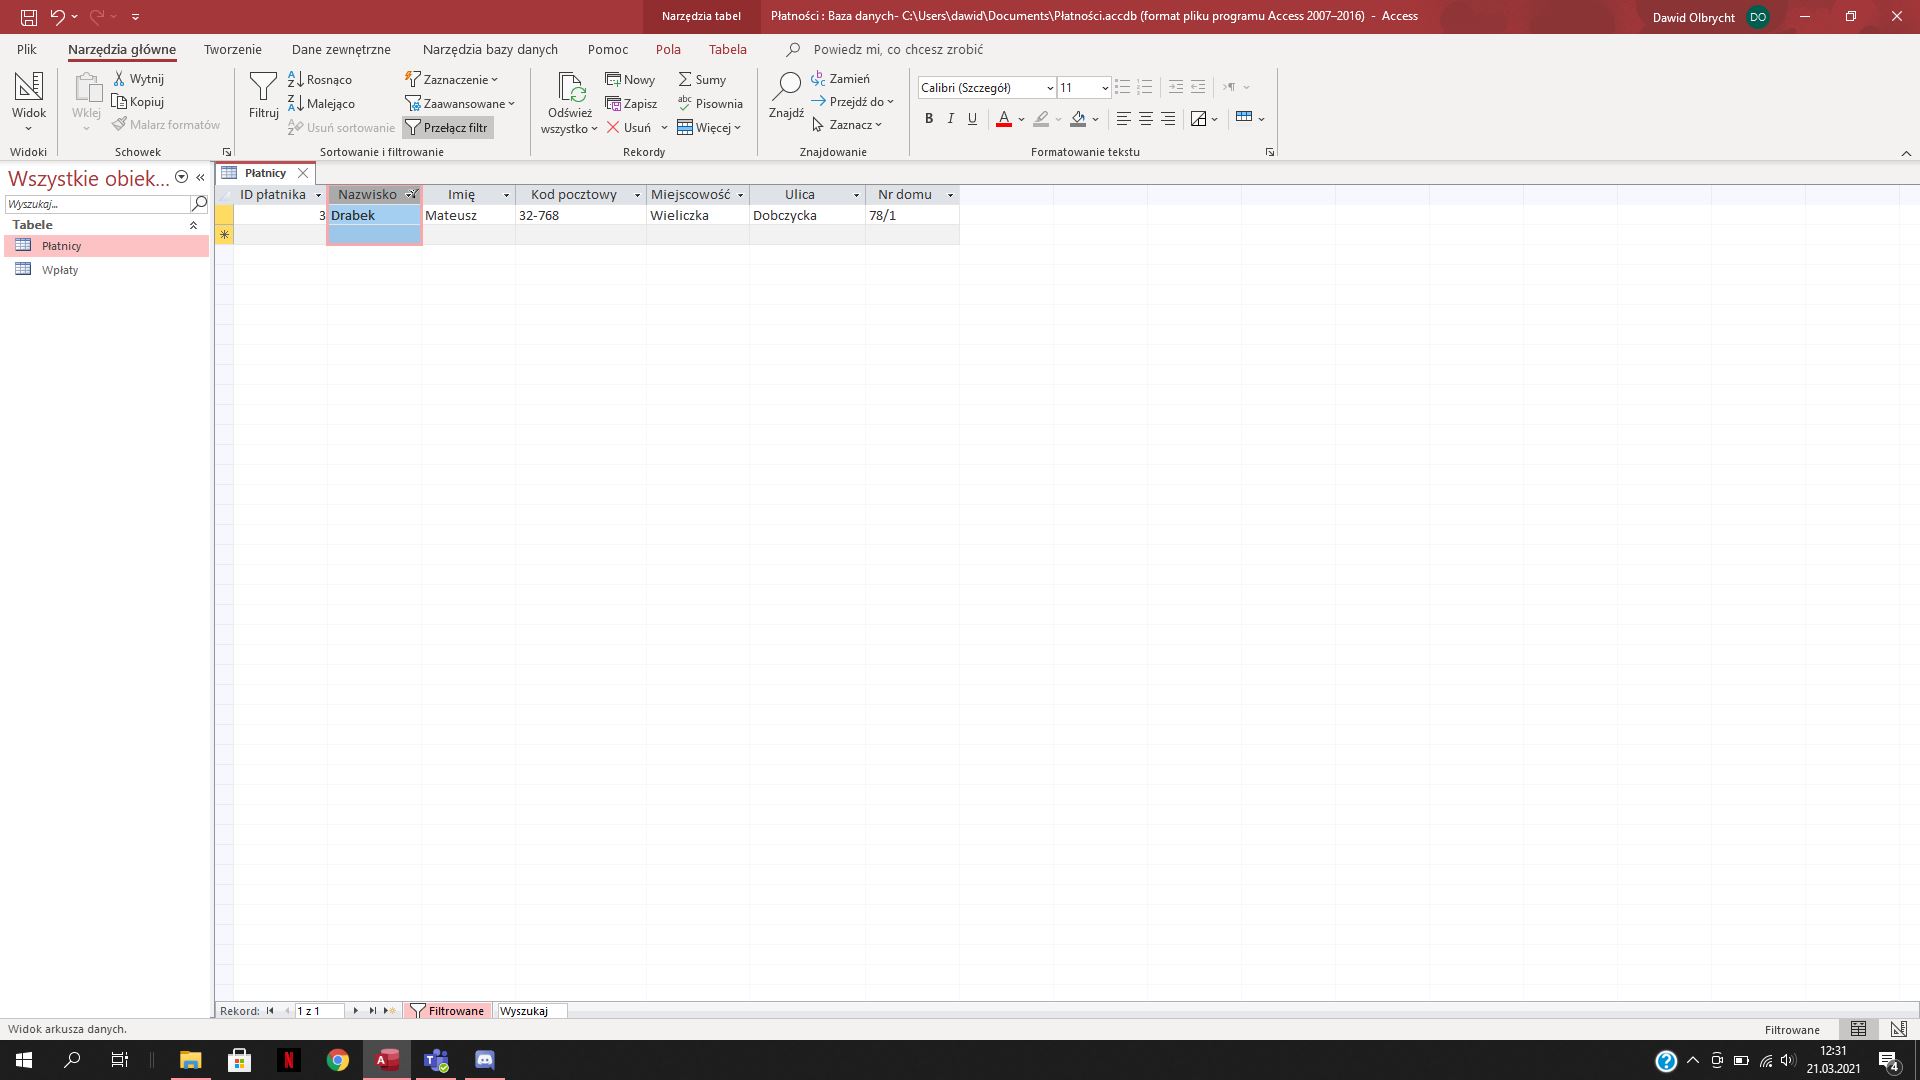 Narzędzia tabel
Płatności : Baza danych- C:\Users\dawid\Documents\Płatności.accdb (format pliku programu Access 2007–2016) - Access
Dawid Olbrycht DO
Plik Narzędzia główne Tworzenie Dane zewnętrzne Narzędzia bazy danych Pomoc Pola Tabela Powiedz mi, co chcesz zrobić
Widok
Widoki
Wklej
Wytnij
Kopiuj
Malarz formatów
Schowek
Filtruj
Rosnąco
Malejąco
Usuń sortowanie
Zaznaczenie
Zaawansowane
Przełącz filtr
Sortowanie i filtrowanie
Odśwież
wszystko
Nowy
Zapisz
Usuń
Sumy
Pisownia
Więcej
Rekordy
Znajdź
Zamień
Przejdź do
Zaznacz
Znajdowanie
Calibri (Szczegół) 11
B I U A
Formatowanie tekstu
Wszystkie obiek...
Wyszukaj...
Tabele
Płatnicy
Wpłaty
Płatnicy
ID płatnika Nazwisko Imię Kod pocztowy Miejscowość Ulica Nr domu
3 Drabek Mateusz 32-768 Wieliczka Dobczycka 78/1
Rekord: 1 z 1 Filtrowane Wyszukaj
Widok arkusza danych.
Filtrowane
12:31
21.03.2021
4